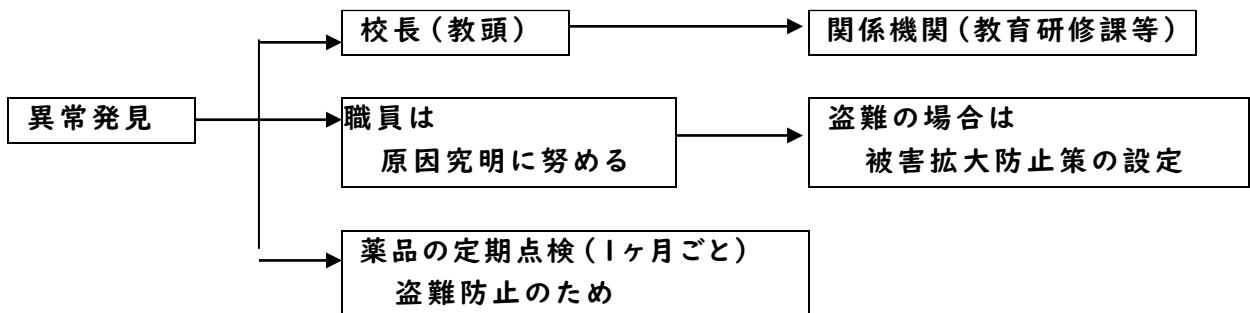 校長（教頭）
関係機関（教育研修課等）
異常発見
職員は
原因究明に努める
盗難の場合は
被害拡大防止策の設定
薬品の定期点検（1ヶ月ごと）
盗難防止のため